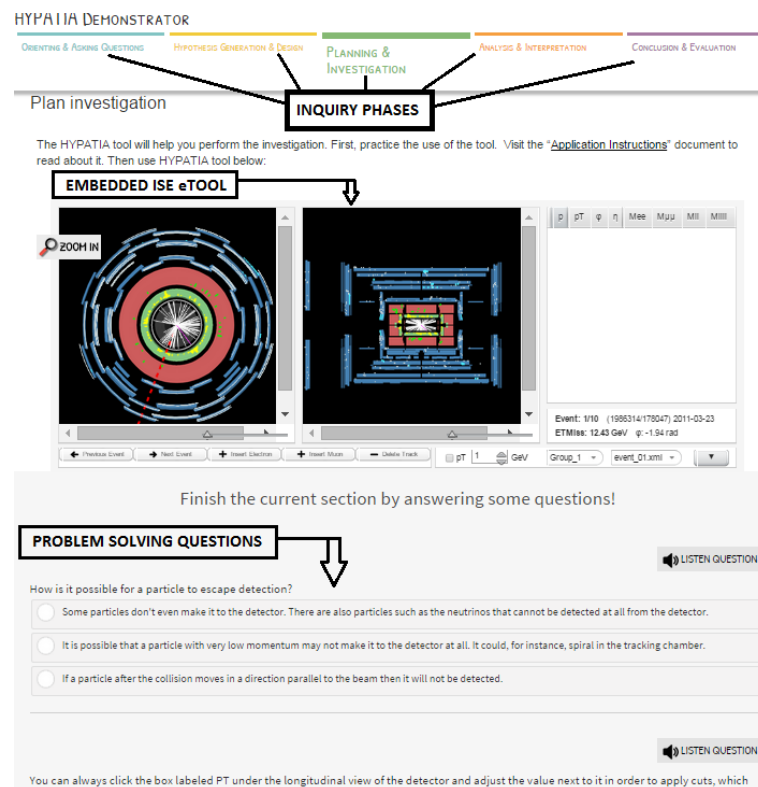 HYPATIA DEMONSTRATOR
ORIENTING & ASKING QUESTIONS
HYPOTHESIS GENERATION & DESIGN
PLANNING &
INVESTIGATION
ANALYSIS & INTERPRETATION
CONCLUSION & EVALUATION
INQUIRY PHASES
Plan investigation
The HYPATIA tool will help you perform the investigation. First, practice the use of the tool. Visit the "Application Instructions" document to
read about it. Then use HYPATIA tool below:
EMBEDDED ISE eTOOL
ZOOM IN
p pT φ η Mee Mμμ Mll Mllll
Event: 1/10 (1986314/178047) 2011-03-23
ETMiss: 12.43 GeV φ: -1.94 rad
Previous Event Next Event Insert Electron Insert Muon Delete Track pT 1 GeV Group_1 event_01.xml
Finish the current section by answering some questions!
PROBLEM SOLVING QUESTIONS
LISTEN QUESTION
How is it possible for a particle to escape detection?
Some particles don't even make it to the detector. There are also particles such as the neutrinos that cannot be detected at all from the detector.
It is possible that a particle with very low momentum may not make it to the detector at all. It could, for instance, spiral in the tracking chamber.
If a particle after the collision moves in a direction parallel to the beam then it will not be detected.
LISTEN QUESTION
You can always click the box labeled PT under the longitudinal view of the detector and adjust the value next to it in order to apply cuts, which